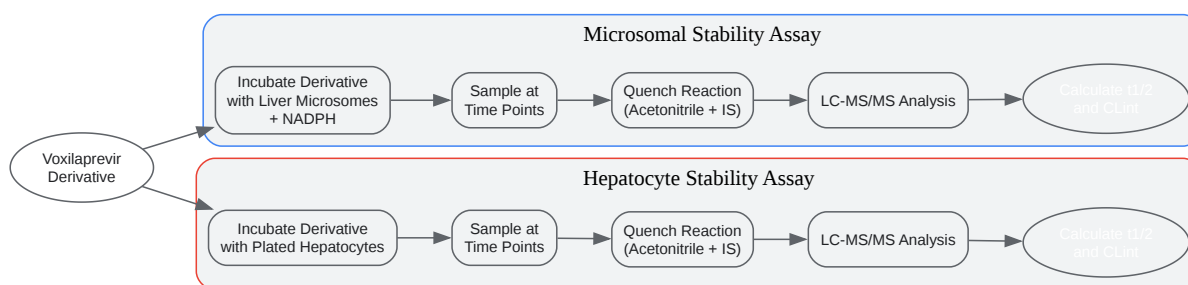 Microsomal Stability Assay
Incubate Derivative
with Liver Microsomes
+ NADPH
Sample at
Time Points
Quench Reaction
(Acetonitrile + IS)
LC-MS/MS Analysis
Calculate t1/2
and CLint
Voxilaprevir
Derivative
Hepatocyte Stability Assay
Incubate Derivative
with Plated Hepatocytes
Sample at
Time Points
Quench Reaction
(Acetonitrile + IS)
LC-MS/MS Analysis
Calculate t1/2
and CLint